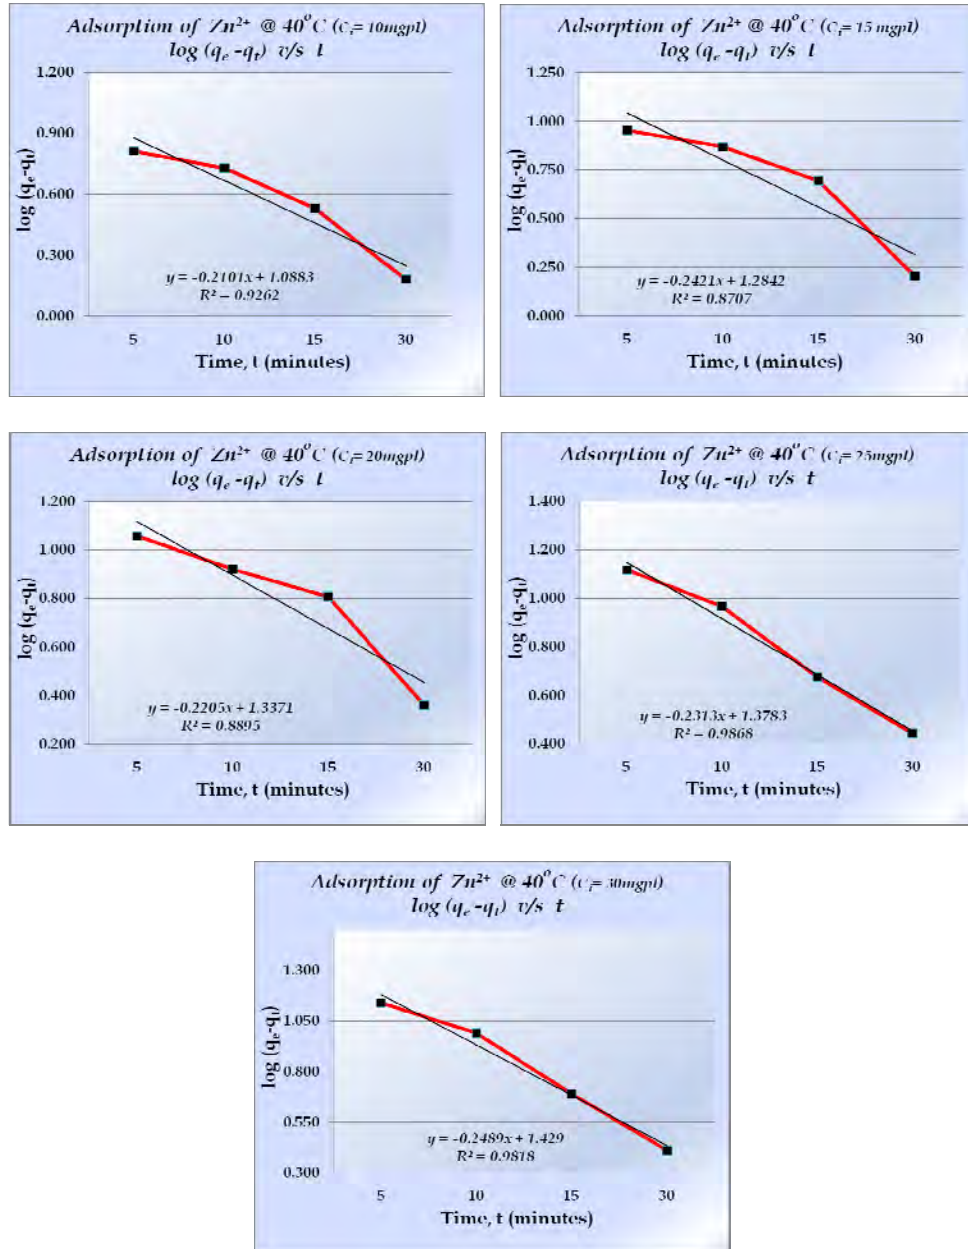 Adsorption of Zn²⁺ @ 40°C (Cᵢ= 10mgpl)
log (qₑ -qₜ) v/s t
1.200
0.900
0.600
0.300
0.000
log (qₑ-qₜ)
y = -0.2101x + 1.0883
R² = 0.9262
5 10 15 30
Time, t (minutes)
Adsorption of Zn²⁺ @ 40°C (Cᵢ= 15 mgpl)
log (qₑ -qₜ) v/s t
1.250
1.000
0.750
0.500
0.250
0.000
log (qₑ-qₜ)
y = -0.2421x + 1.2842
R² = 0.8707
5 10 15 30
Time, t (minutes)
Adsorption of Zn²⁺ @ 40°C (Cᵢ= 20mgpl)
log (qₑ -qₜ) v/s t
1.200
1.000
0.800
0.600
0.400
0.200
log (qₑ-qₜ)
y = -0.2205x + 1.3371
R² = 0.8895
5 10 15 30
Time, t (minutes)
Adsorption of Zn²⁺ @ 40°C (Cᵢ= 25mgpl)
log (qₑ -qₜ) v/s t
1.400
1.200
1.000
0.800
0.600
0.400
log (qₑ-qₜ)
y = -0.2313x + 1.3783
R² = 0.9868
5 10 15 30
Time, t (minutes)
Adsorption of Zn²⁺ @ 40°C (Cᵢ= 30mgpl)
log (qₑ -qₜ) v/s t
1.300
1.050
0.800
0.550
0.300
log (qₑ-qₜ)
y = -0.2489x + 1.429
R² = 0.9818
5 10 15 30
Time, t (minutes)